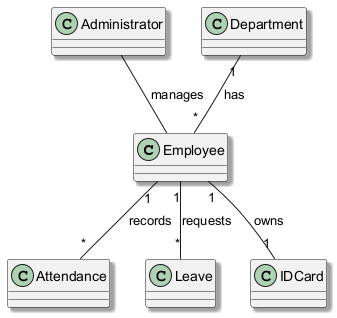 C Administrator
C Department
manages
1
has
*
C Employee
1
1
1
records
requests
owns
*
*
1
C Attendance
C Leave
C IDCard